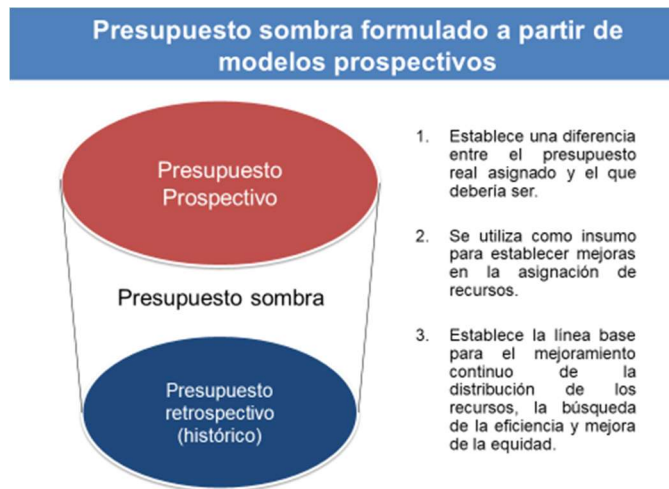 Presupuesto sombra formulado a partir de
modelos prospectivos
Presupuesto
Prospectivo
Presupuesto sombra
Presupuesto
retrospectivo
(histórico)
1. Establece una diferencia
entre el presupuesto
real asignado y el que
debería ser.
2. Se utiliza como insumo
para establecer mejoras
en la asignación de
recursos.
3. Establece la línea base
para el mejoramiento
continuo de la
distribución de los
recursos, la búsqueda
de la eficiencia y mejora
de la equidad.